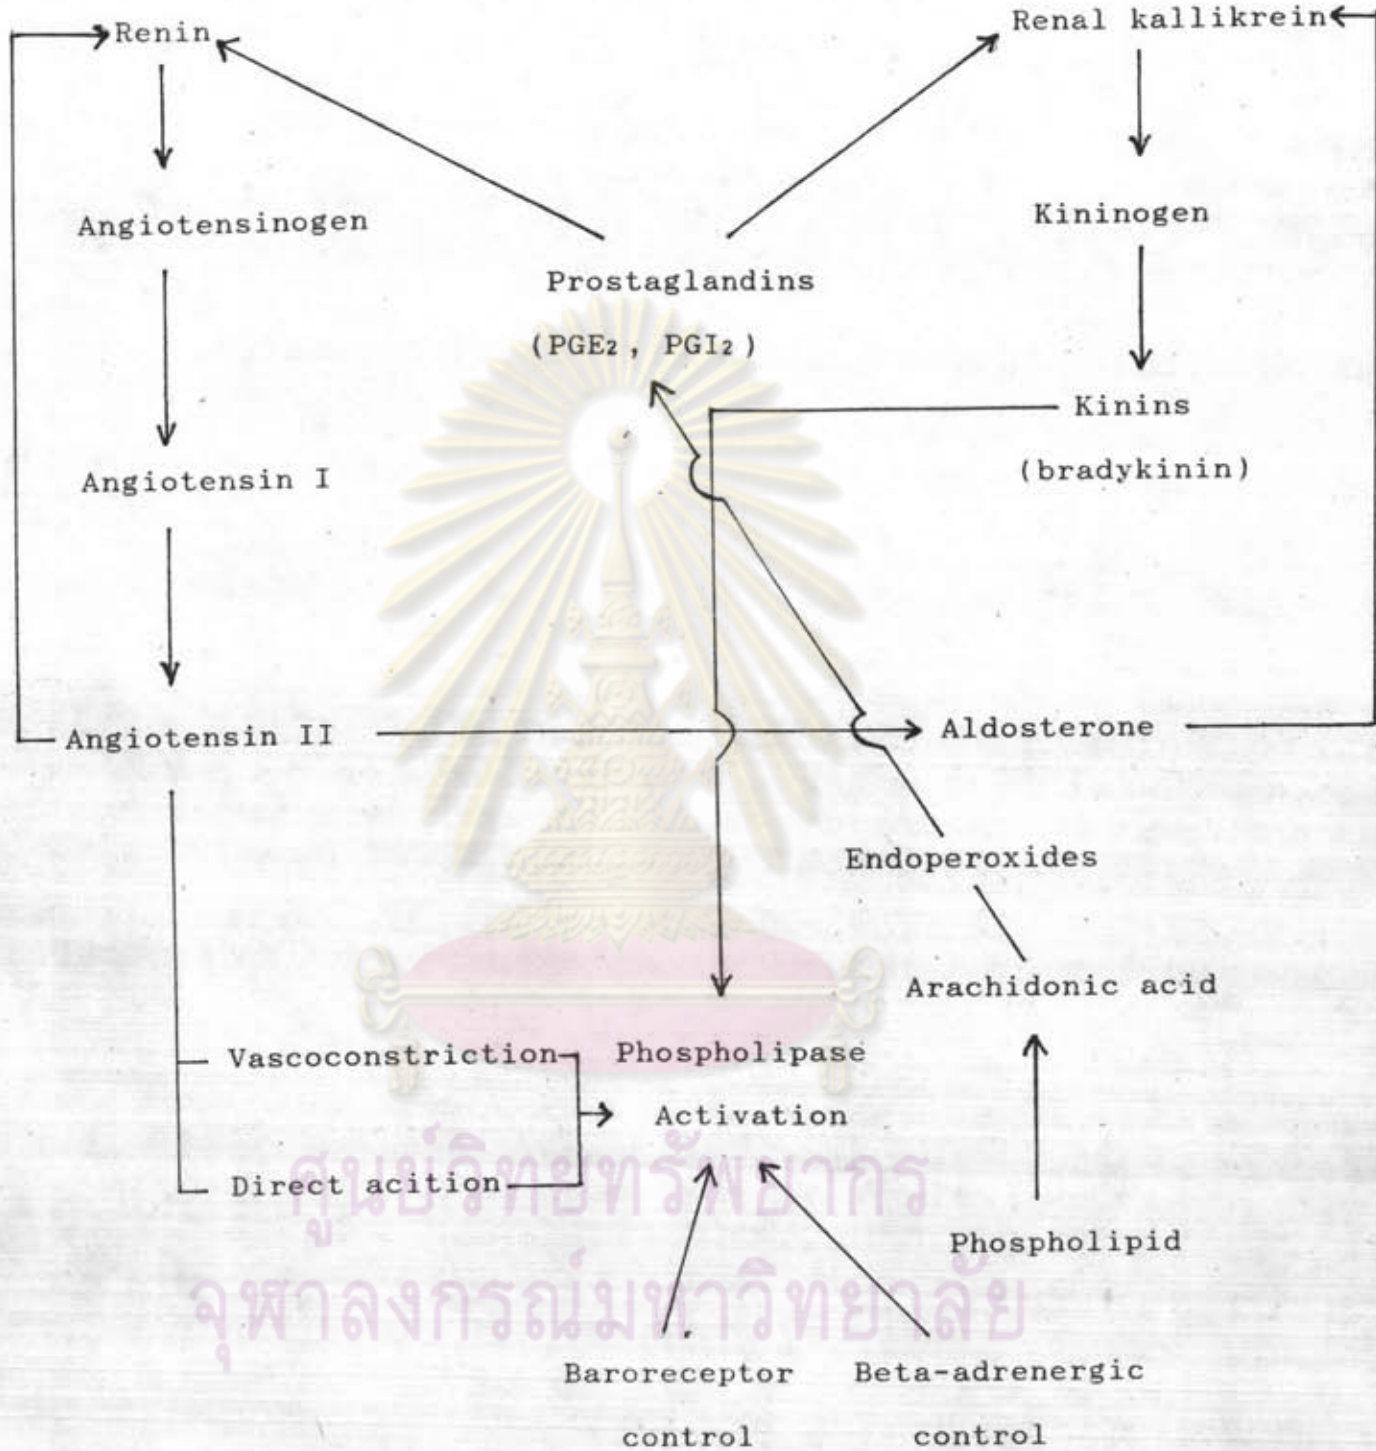 Renin
Renal kallikrein
Angiotensinogen
Kininogen
Prostaglandins
(PGE2, PGI2)
Kinins
(bradykinin)
Angiotensin I
Angiotensin II
Aldosterone
Endoperoxides
Arachidonic acid
Vascoconstriction
Phospholipase
Activation
Direct acition
ศูนย์วิทยทรัพยากร
Phospholipid
จุฬาลงกรณ์มหาวิทยาลัย
Baroreceptor
control
Beta-adrenergic
control